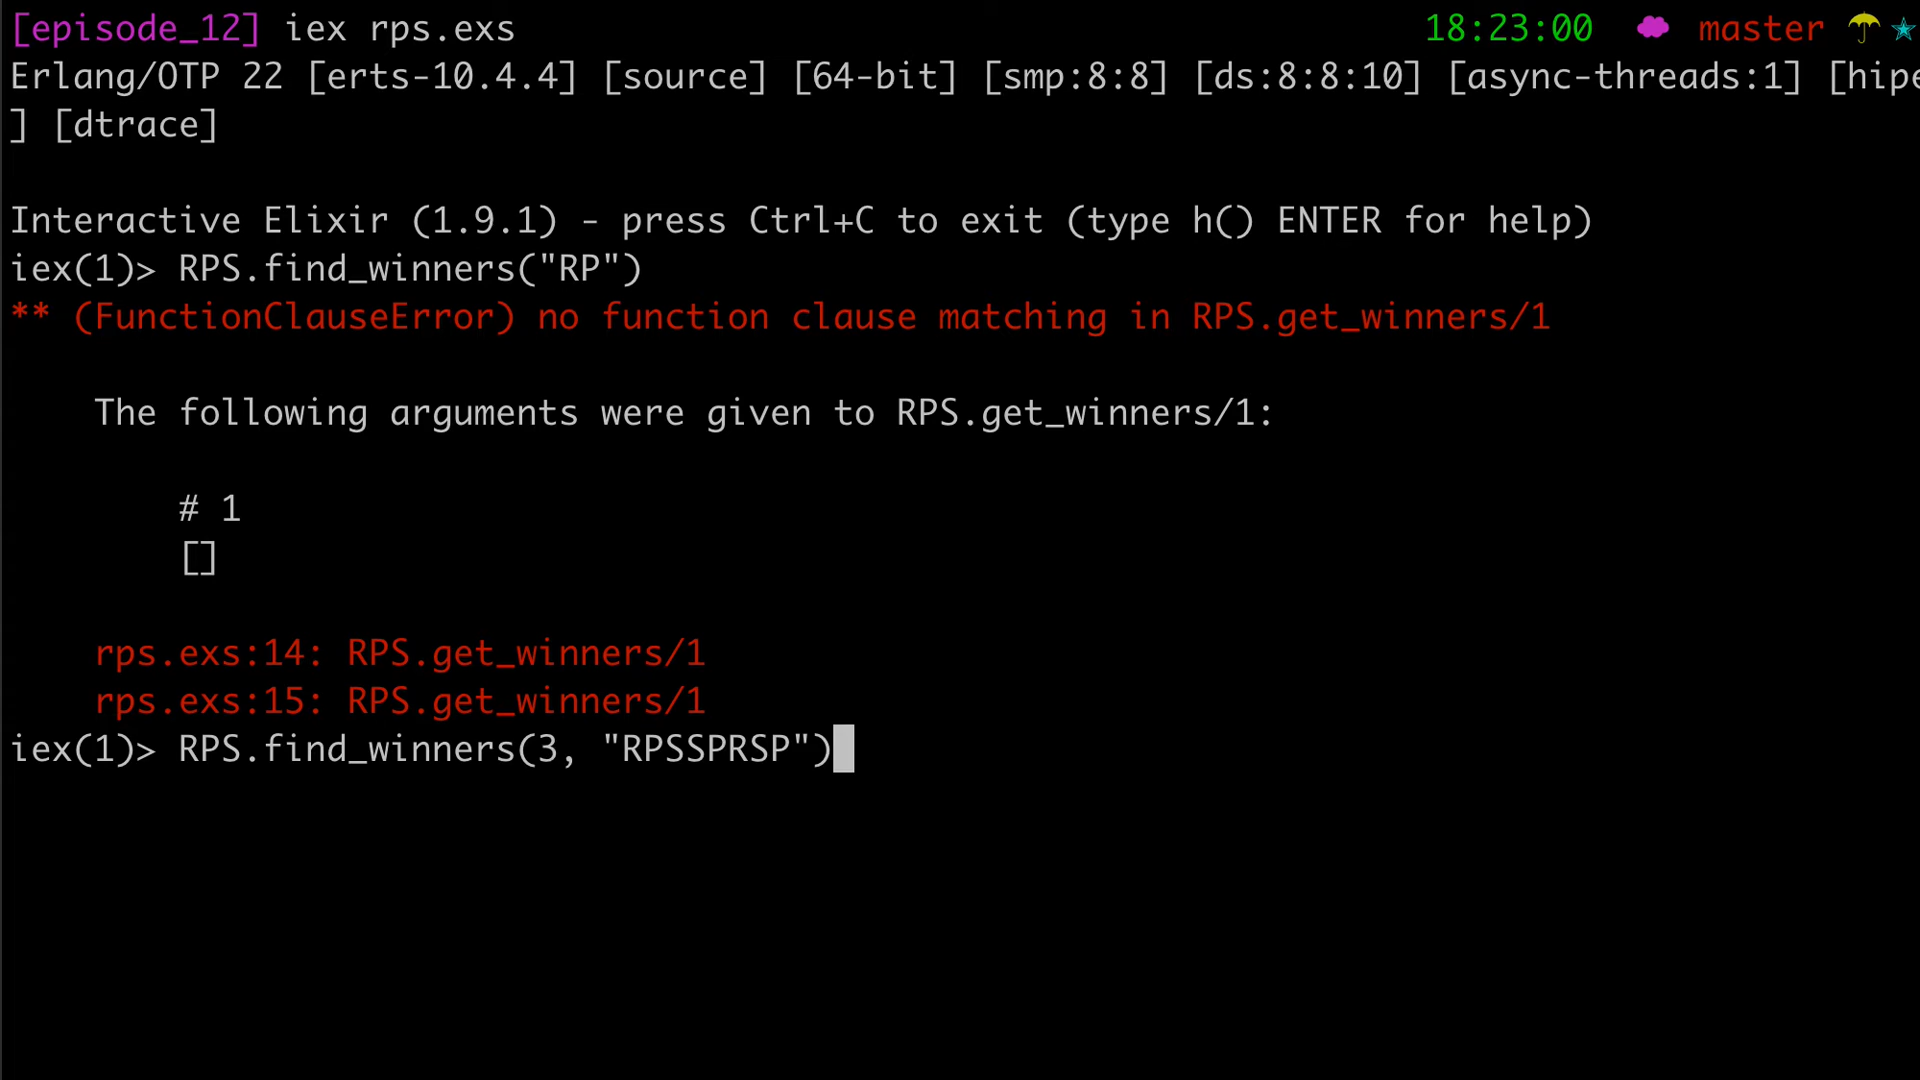 [episode_12] iex rps.exs 18:23:00 master
Erlang/OTP 22 [erts-10.4.4] [source] [64-bit] [smp:8:8] [ds:8:8:10] [async-threads:1] [hipe
] [dtrace]
Interactive Elixir (1.9.1) - press Ctrl+C to exit (type h() ENTER for help)
iex(1)> RPS.find_winners("RP")
** (FunctionClauseError) no function clause matching in RPS.get_winners/1
The following arguments were given to RPS.get_winners/1:
# 1
[]
rps.exs:14: RPS.get_winners/1
rps.exs:15: RPS.get_winners/1
iex(1)> RPS.find_winners(3, "RPSSPRSP")